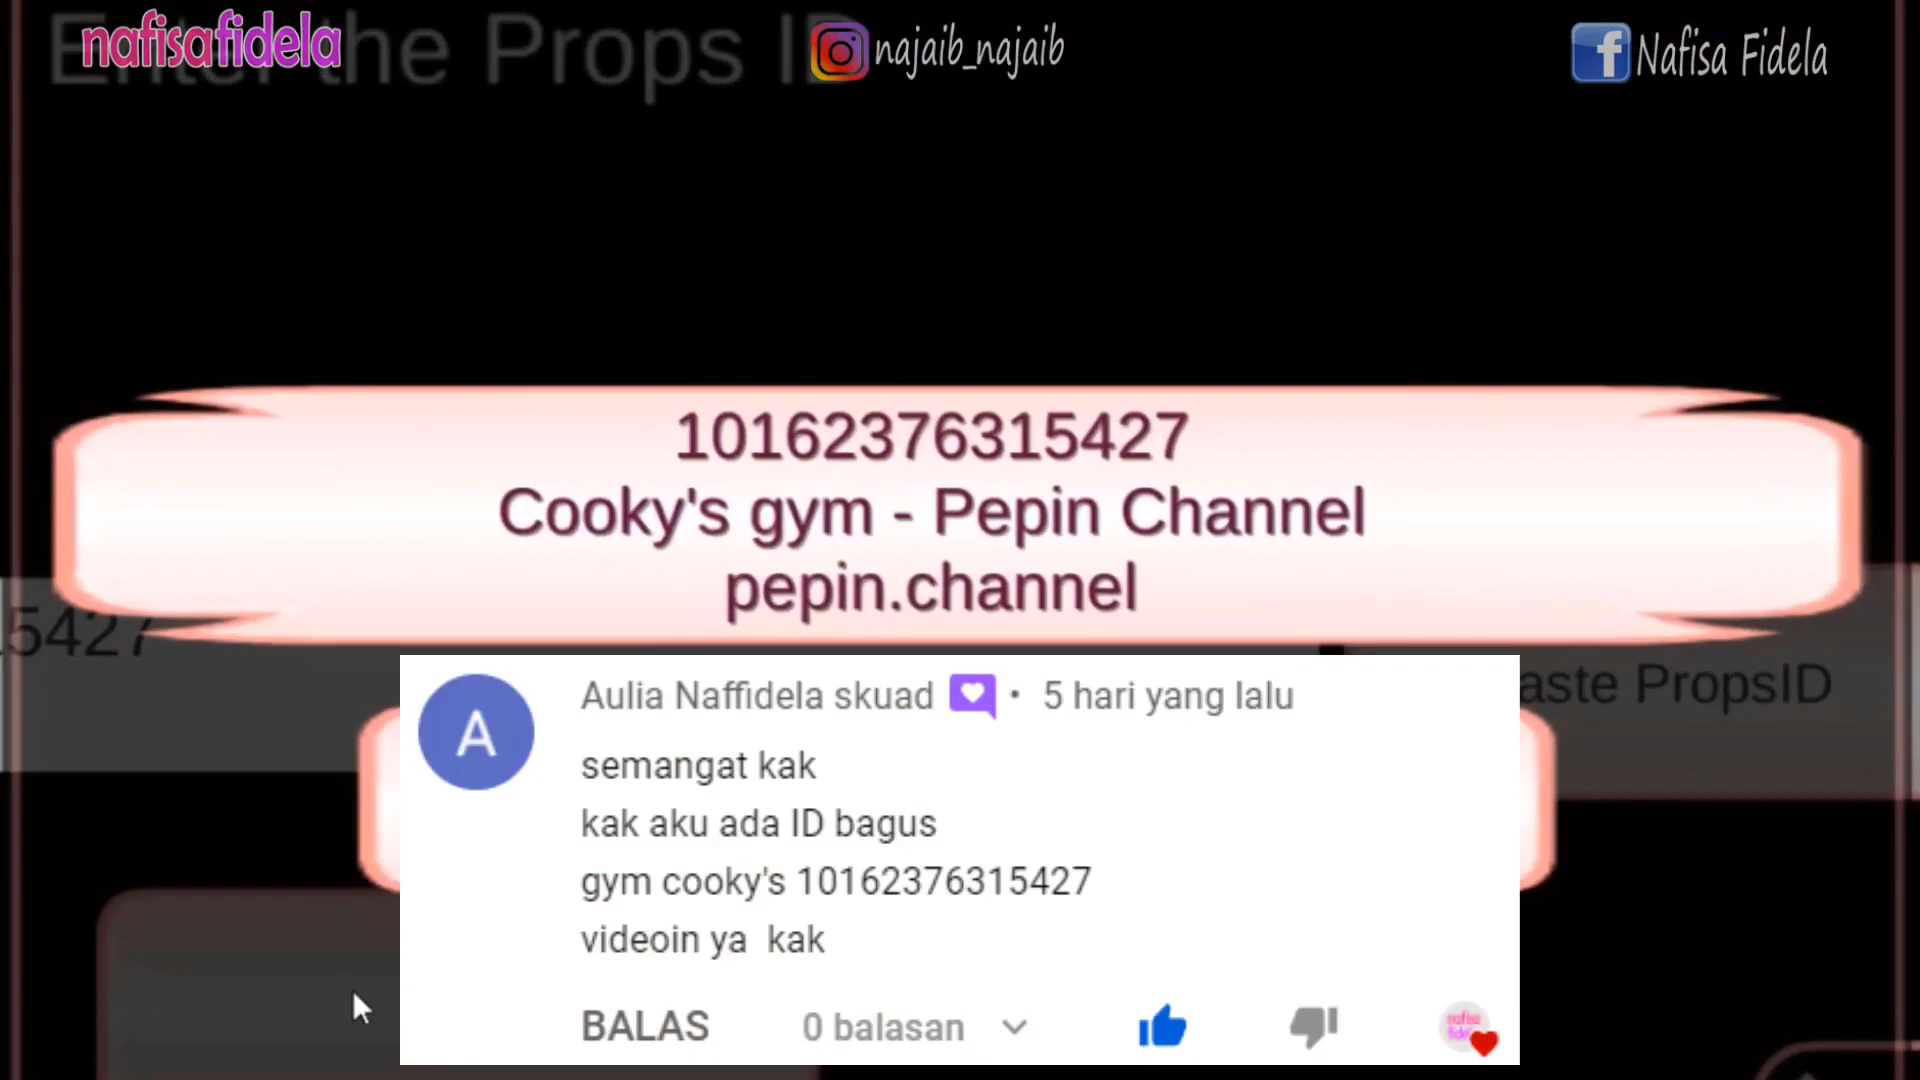 Enter the Props ID
nafisafidela
najaib_najaib
Nafisa Fidela
10162376315427
Cooky's gym - Pepin Channel
pepin.channel
5427
aste PropsID
A
Aulia Naffidela skuad • 5 hari yang lalu
semangat kak
kak aku ada ID bagus
gym cooky's 10162376315427
videoin ya kak
BALAS 0 balasan